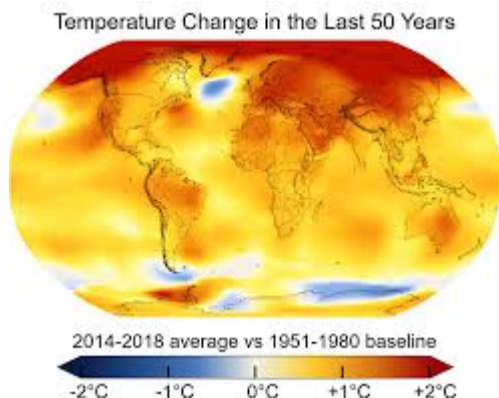 Temperature Change in the Last 50 Years
2014-2018 average vs 1951-1980 baseline
-2°C -1°C 0°C +1°C +2°C